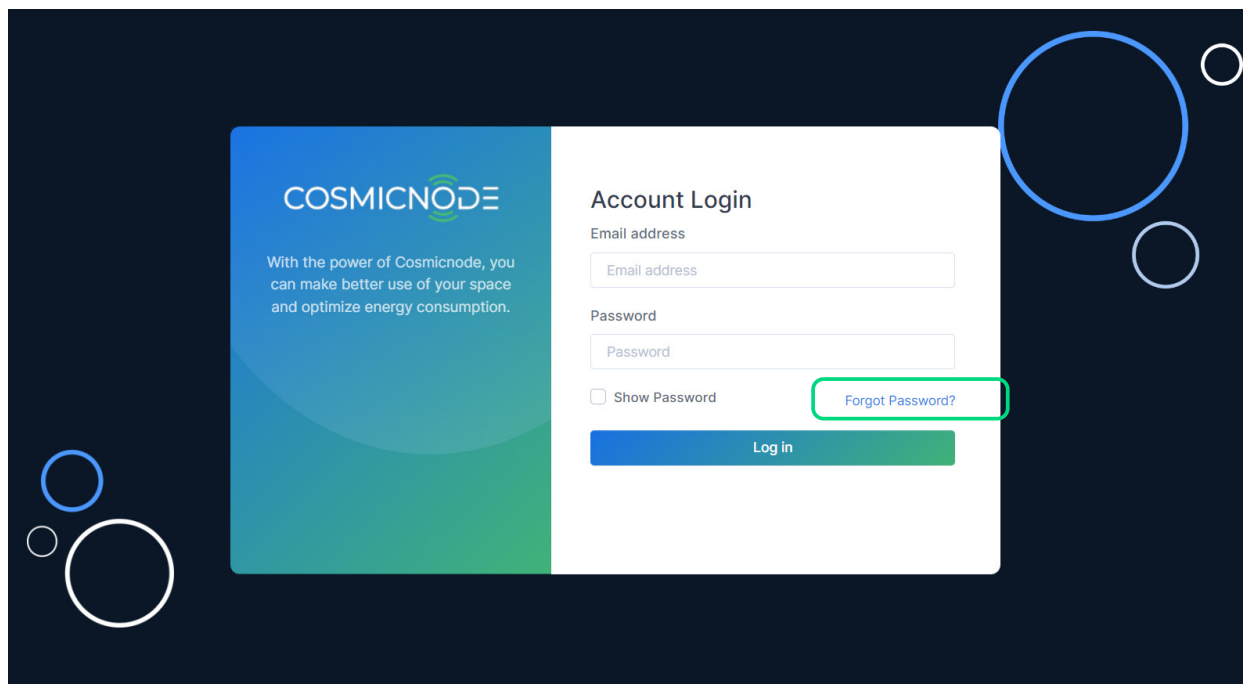 COSMICNODE
With the power of Cosmicnode, you
can make better use of your space
and optimize energy consumption.
Account Login
Email address
Email address
Password
Password
Show Password
Forgot Password?
Log in